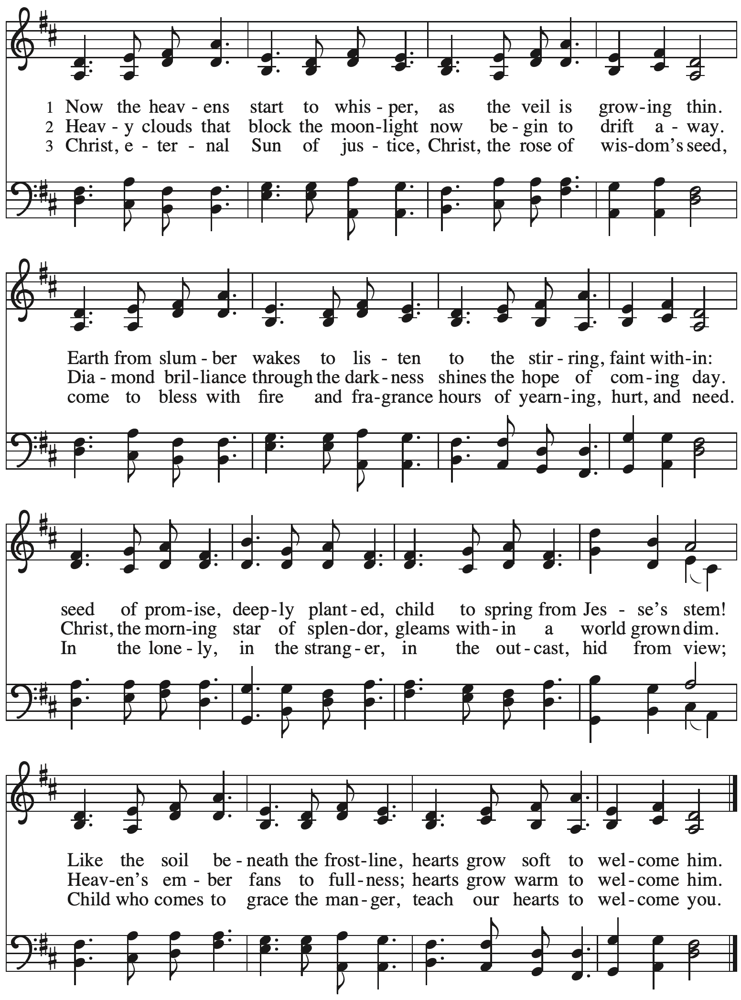 1 Now the heav - ens start to whis - per, as the veil is grow-ing thin.
2 Heav - y clouds that block the moon-light now be - gin to drift a - way.
3 Christ, e - ter - nal Sun of jus - tice, Christ, the rose of wis-dom's seed,
Earth from slum - ber wakes to lis - ten to the stir - ring, faint with-in:
Dia - mond bril-liance through the dark-ness shines the hope of com-ing day.
come to bless with fire and fra-grance hours of yearn-ing, hurt, and need.
seed of prom-ise, deep-ly plant-ed, child to spring from Jes - se's stem!
Christ, the morn-ing star of splen-dor, gleams with-in a world grown dim.
In the lone-ly, in the strang-er, in the out-cast, hid from view;
Like the soil be - neath the frost-line, hearts grow soft to wel-come him.
Heav-en's em - ber fans to full-ness; hearts grow warm to wel-come him.
Child who comes to grace the man-ger, teach our hearts to wel-come you.